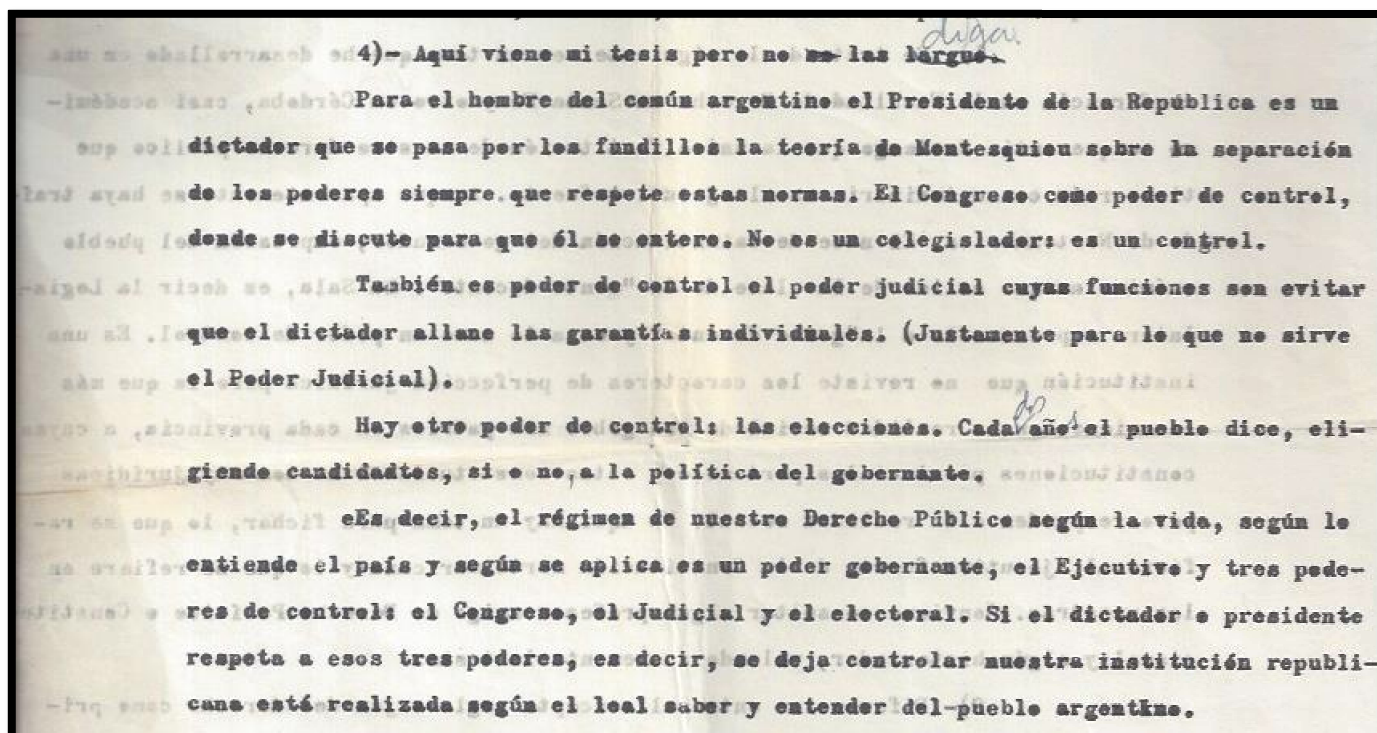 diga.
4)- Aquí viene mi tesis pero no se las largue.
Para el hombre del común argentino el Presidente de la República es un
dictador que se pasa por los fundillos la teoría de Montesquieu sobre la separación
de los poderes siempre que respete estas normas. El Congreso como poder de control,
donde se discute para que él se entere. No es un colegislador: es un control.
También es poder de control el poder judicial cuyas funciones son evitar
que el dictador allane las garantías individuales. (Justamente para lo que no sirve
el Poder Judicial).
Hay otro poder de control: las elecciones. Cada dos años el pueblo dice, eli-
giendo candidadtos, si o no, a la política del gobernante.
eEs decir, el régimen de nuestro Derecho Público según la vida, según lo
entiende el país y según se aplica es un poder gobernante, el Ejecutivo y tres pode-
res de control: el Congreso, el Judicial y el electoral. Si el dictador o presidente
respeta a esos tres poderes, es decir, se deja controlar nuestra institución republi-
cana está realizada según el leal saber y entender del pueblo argentino.